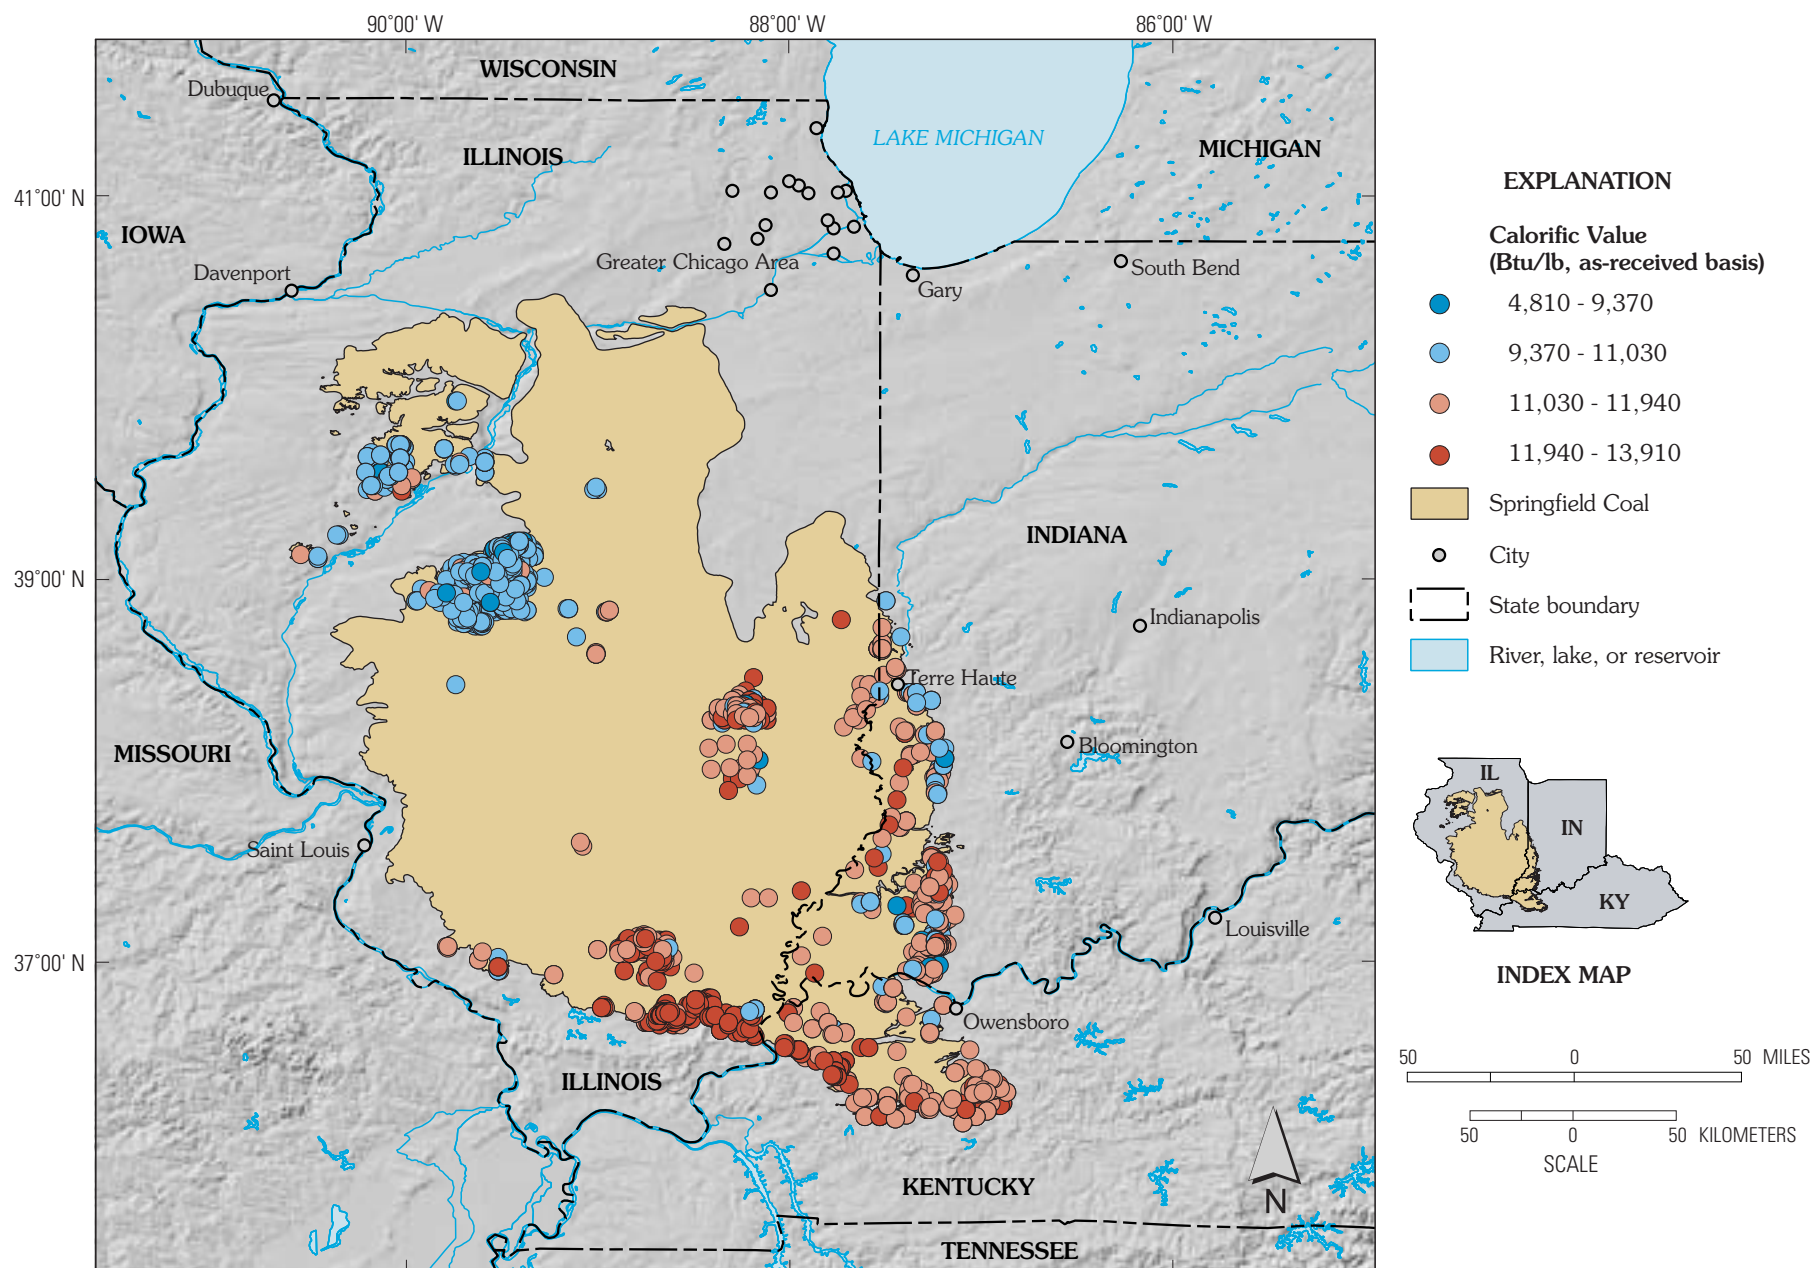 90°00' W
88°00' W
86°00' W
41°00' N
39°00' N
37°00' N
WISCONSIN
Dubuque
LAKE MICHIGAN
MICHIGAN
ILLINOIS
IOWA
Davenport
Greater Chicago Area
Gary
South Bend
INDIANA
Indianapolis
Terre Haute
Bloomington
MISSOURI
Saint Louis
Louisville
Owensboro
ILLINOIS
KENTUCKY
TENNESSEE
N
EXPLANATION
Calorific Value
(Btu/lb, as-received basis)
4,810 - 9,370
9,370 - 11,030
11,030 - 11,940
11,940 - 13,910
Springfield Coal
City
State boundary
River, lake, or reservoir
IL
IN
KY
INDEX MAP
50 0 50 MILES
50 0 50 KILOMETERS
SCALE